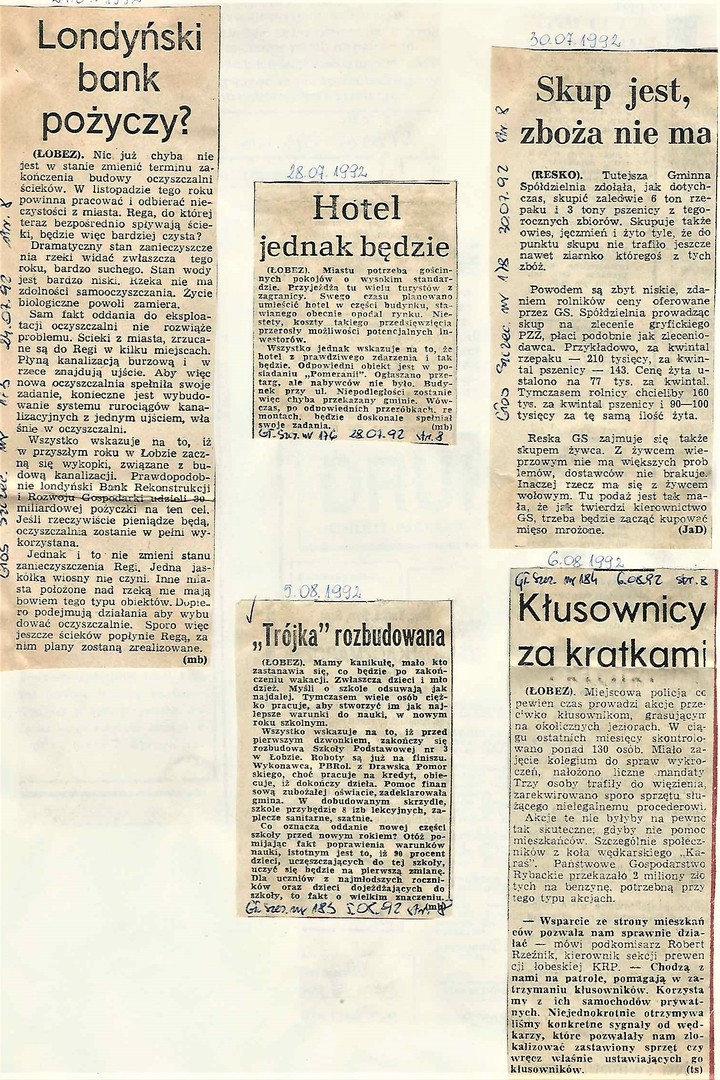 Londyński
bank
pożyczy?
(ŁOBEZ). Nic już chyba nie
jest w stanie zmienić terminu za-
kończenia budowy oczyszczalni
ścieków. W listopadzie tego roku
powinna pracować i odbierać nie-
czystości z miasta. Rega, do której
teraz bezpośrednio spływają ście-
ki, będzie więc bardziej czysta?
Dramatyczny stan zanieczyszcze
nia rzeki widać zwłaszcza tego
roku, bardzo suchego. Stan wody
jest bardzo niski. Rzeka nie ma
zdolności samooczyszczania. Życie
biologiczne powoli zamiera.
Sam fakt oddania do eksploa-
tacji oczyszczalni nie rozwiąże
problemu. Ścieki z miasta, zrzuca-
ne są do Regi w kilku miejscach.
Płyną kanalizacją burzową i w
rzece znajdują ujście. Aby więc
nowa oczyszczalnia spełniła swoje
zadanie, konieczne jest wybudo-
wanie systemu rurociągów kana-
lizacyjnych z jednym ujściem, wła
śnie w oczyszczalni.
Wszystko wskazuje na to, iż
w przyszłym roku w Łobzie zacz-
ną się wykopki, związane z bu-
dową kanalizacji. Prawdopodob-
nie londyński Bank Rekonstrukcji
i Rozwoju Gospodarki udzieli 30
miliardowej pożyczki na ten cel.
Jeśli rzeczywiście pieniądze będą,
oczyszczalnia zostanie w pełni wy-
korzystana.
Jednak i to nie zmieni stanu
zanieczyszczenia Regi. Jedna jas-
kółka wiosny nie czyni. Inne mia-
sta położone nad rzeką nie mają
bowiem tego typu obiektów. Dopie-
ro podejmują działania aby wybu
dować oczyszczalnie. Sporo więc
jeszcze ścieków popłynie Regą, za
nim plany zostaną zrealizowane.
(mb)
28.07.1992
Hotel
jednak będzie
(ŁOBEZ). Miastu potrzeba gościn-
nych pokojów o wysokim standar-
dzie. Przyjeżdża tu wielu turystów z
zagranicy. Swego czasu planowano
umieścić hotel w części budynku, sta-
wianego obecnie opodal rynku. Nie-
stety, koszty takiego przedsięwzięcia
przerosły możliwości potencjalnych in-
westorów.
Wszystko jednak wskazuje na to, że
hotel z prawdziwego zdarzenia i tak
będzie. Odpowiedni obiekt jest w po-
siadaniu „Pomeranii". Ogłaszano prze-
targ, ale nabywców nie było. Budy-
nek przy ul. Niepodległości zostanie
więc chyba przekazany gminie. Wów-
czas, po odpowiednich przeróbkach, re
montach, będzie doskonale spełniał
swoje zadania. (mb)
Gł. Szcz. nr 176 28.07.92 str. 8
9.08.1992
„Trójka" rozbudowana
(ŁOBEZ). Mamy kanikułę, mało kto
zastanawia się, co będzie po zakoń-
czeniu wakacji. Zwłaszcza dzieci i mło
dzież. Myśli o szkole odsuwają jak
najdalej. Tymczasem wiele osób cięż-
ko pracuje, aby stworzyć im jak naj-
lepsze warunki do nauki, w nowym
roku szkolnym.
Wszystko wskazuje na to, iż przed
pierwszym dzwonkiem, zakończy się
rozbudowa Szkoły Podstawowej nr 3
w Łobzie. Roboty są już na finiszu.
Wykonawca, PBRol. z Drawska Pomor
skiego, choć pracuje na kredyt, obie-
cuje, iż dokończy dzieła. Pomoc finan
sową zubożałej oświacie, zadeklarowała
gmina. W dobudowanym skrzydle,
szkole przybędzie 8 izb lekcyjnych, za-
plecze sanitarne, szatnie.
Co oznacza oddanie nowej części
szkoły przed nowym rokiem? Otóż po-
mijając fakt poprawienia warunków
nauki, istotnym jest to, iż 90 procent
dzieci, uczęszczających do tej szkoły,
uczyć się będzie na pierwszą zmianę.
Dla uczniów z najmłodszych roczni-
ków oraz dzieci dojeżdżających do
szkoły, to fakt o wielkim znaczeniu.
(mb)
Gł. Szcz. nr 183 str. 8
30.07.1992
Skup jest,
zboża nie ma
(RESKO). Tutejsza Gminna
Spółdzielnia zdołała, jak dotych-
czas, skupić zaledwie 6 ton rze-
paku i 3 tony pszenicy z tego-
rocznych zbiorów. Skupuje także
owies, jęczmień i żyto tyle, że do
punktu skupu nie trafiło jeszcze
nawet ziarnko któregoś z tych
zbóż.
Powodem są zbyt niskie, zda-
niem rolników ceny oferowane
przez GS. Spółdzielnia prowadząc
skup na zlecenie gryfickiego
PZZ, płaci podobnie jak zlecenio-
dawca. Przykładowo, za kwintal
rzepaku — 210 tysięcy, za kwin-
tal pszenicy — 143. Cenę żyta u-
stalono na 77 tys. za kwintal.
Tymczasem rolnicy chcieliby 160
tys. za kwintal pszenicy i 90—100
tysięcy za tę samą ilość żyta.
Reska GS zajmuje się także
skupem żywca. Z żywcem wie-
przowym nie ma większych prob
lemów, dostawców nie brakuje.
Inaczej rzecz ma się z żywcem
wołowym. Tu podaż jest tak ma-
ła, że jak twierdzi kierownictwo
GS, trzeba będzie zacząć kupować
mięso mrożone. (JaD)
6.08.1992
Gł. Szcz. nr 184 6.08.92 str. 8
Kłusownicy
za kratkami
(ŁOBEZ). Miejscowa policja od
pewien czas prowadzi akcje prze-
ciwko kłusownikom, grasującym
na okolicznych jeziorach. W cią
gu ostatnich miesięcy skontrolo-
wano ponad 130 osób. Miało za-
jęcie kolegium do spraw wykro-
czeń, nałożono liczne mandaty
Trzy osoby trafiły do więzienia,
zarekwirowano sporo sprzętu słu-
żącego nielegalnemu procederowi.
Akcje te nie byłyby na pewno
tak skuteczne, gdyby nie pomoc
mieszkańców. Szczególnie społecz-
ników z koła wędkarskiego „Ka-
raś". Państwowe Gospodarstwo
Rybackie przekazało 2 miliony zło
tych na benzynę, potrzebną przy
tego typu akcjach.
— Wsparcie ze strony mieszkań
ców pozwala nam sprawnie dzia-
łać — mówi podkomisarz Robert
Rzeźnik, kierownik sekcji prewen
cji łobeskiej KRP. — Chodzą z
nami na patrole, pomagają w za-
trzymaniu kłusowników. Korzysta
my z ich samochodów prywat-
nych. Niejednokrotnie otrzymywa
liśmy konkretne sygnały od węd-
karzy, które pozwalały nam zlo-
kalizować zastawiony sprzęt czy
wręcz właśnie ustawiających go
kłusowników. (ts)